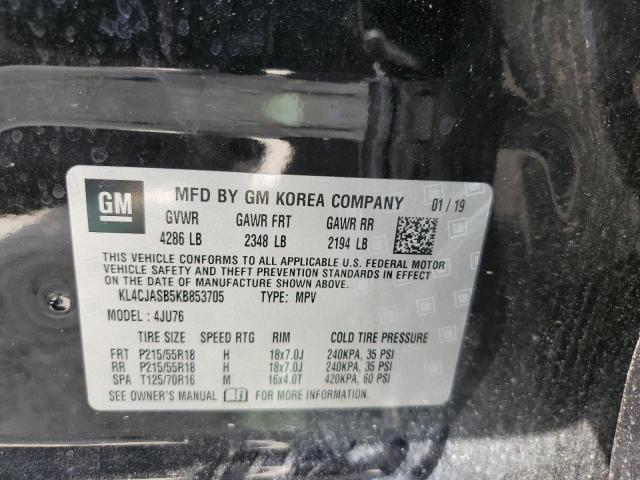 GM MFD BY GM KOREA COMPANY 01/19
GVWR GAWR FRT GAWR RR
4286 LB 2348 LB 2194 LB
THIS VEHICLE CONFORMS TO ALL APPLICABLE U.S. FEDERAL MOTOR
VEHICLE SAFETY AND THEFT PREVENTION STANDARDS IN EFFECT
ON THE DATE OF MANUFACTURE SHOWN ABOVE.
KL4CJASB5KB853705 TYPE: MPV
MODEL: 4JU76
TIRE SIZE SPEED RTG RIM COLD TIRE PRESSURE
FRT P215/55R18 H 18x7.0J 240KPA, 35 PSI
RR P215/55R18 H 18x7.0J 240KPA, 35 PSI
SPA T125/70R16 M 16x4.0T 420KPA, 60 PSI
SEE OWNER'S MANUAL FOR MORE INFORMATION.